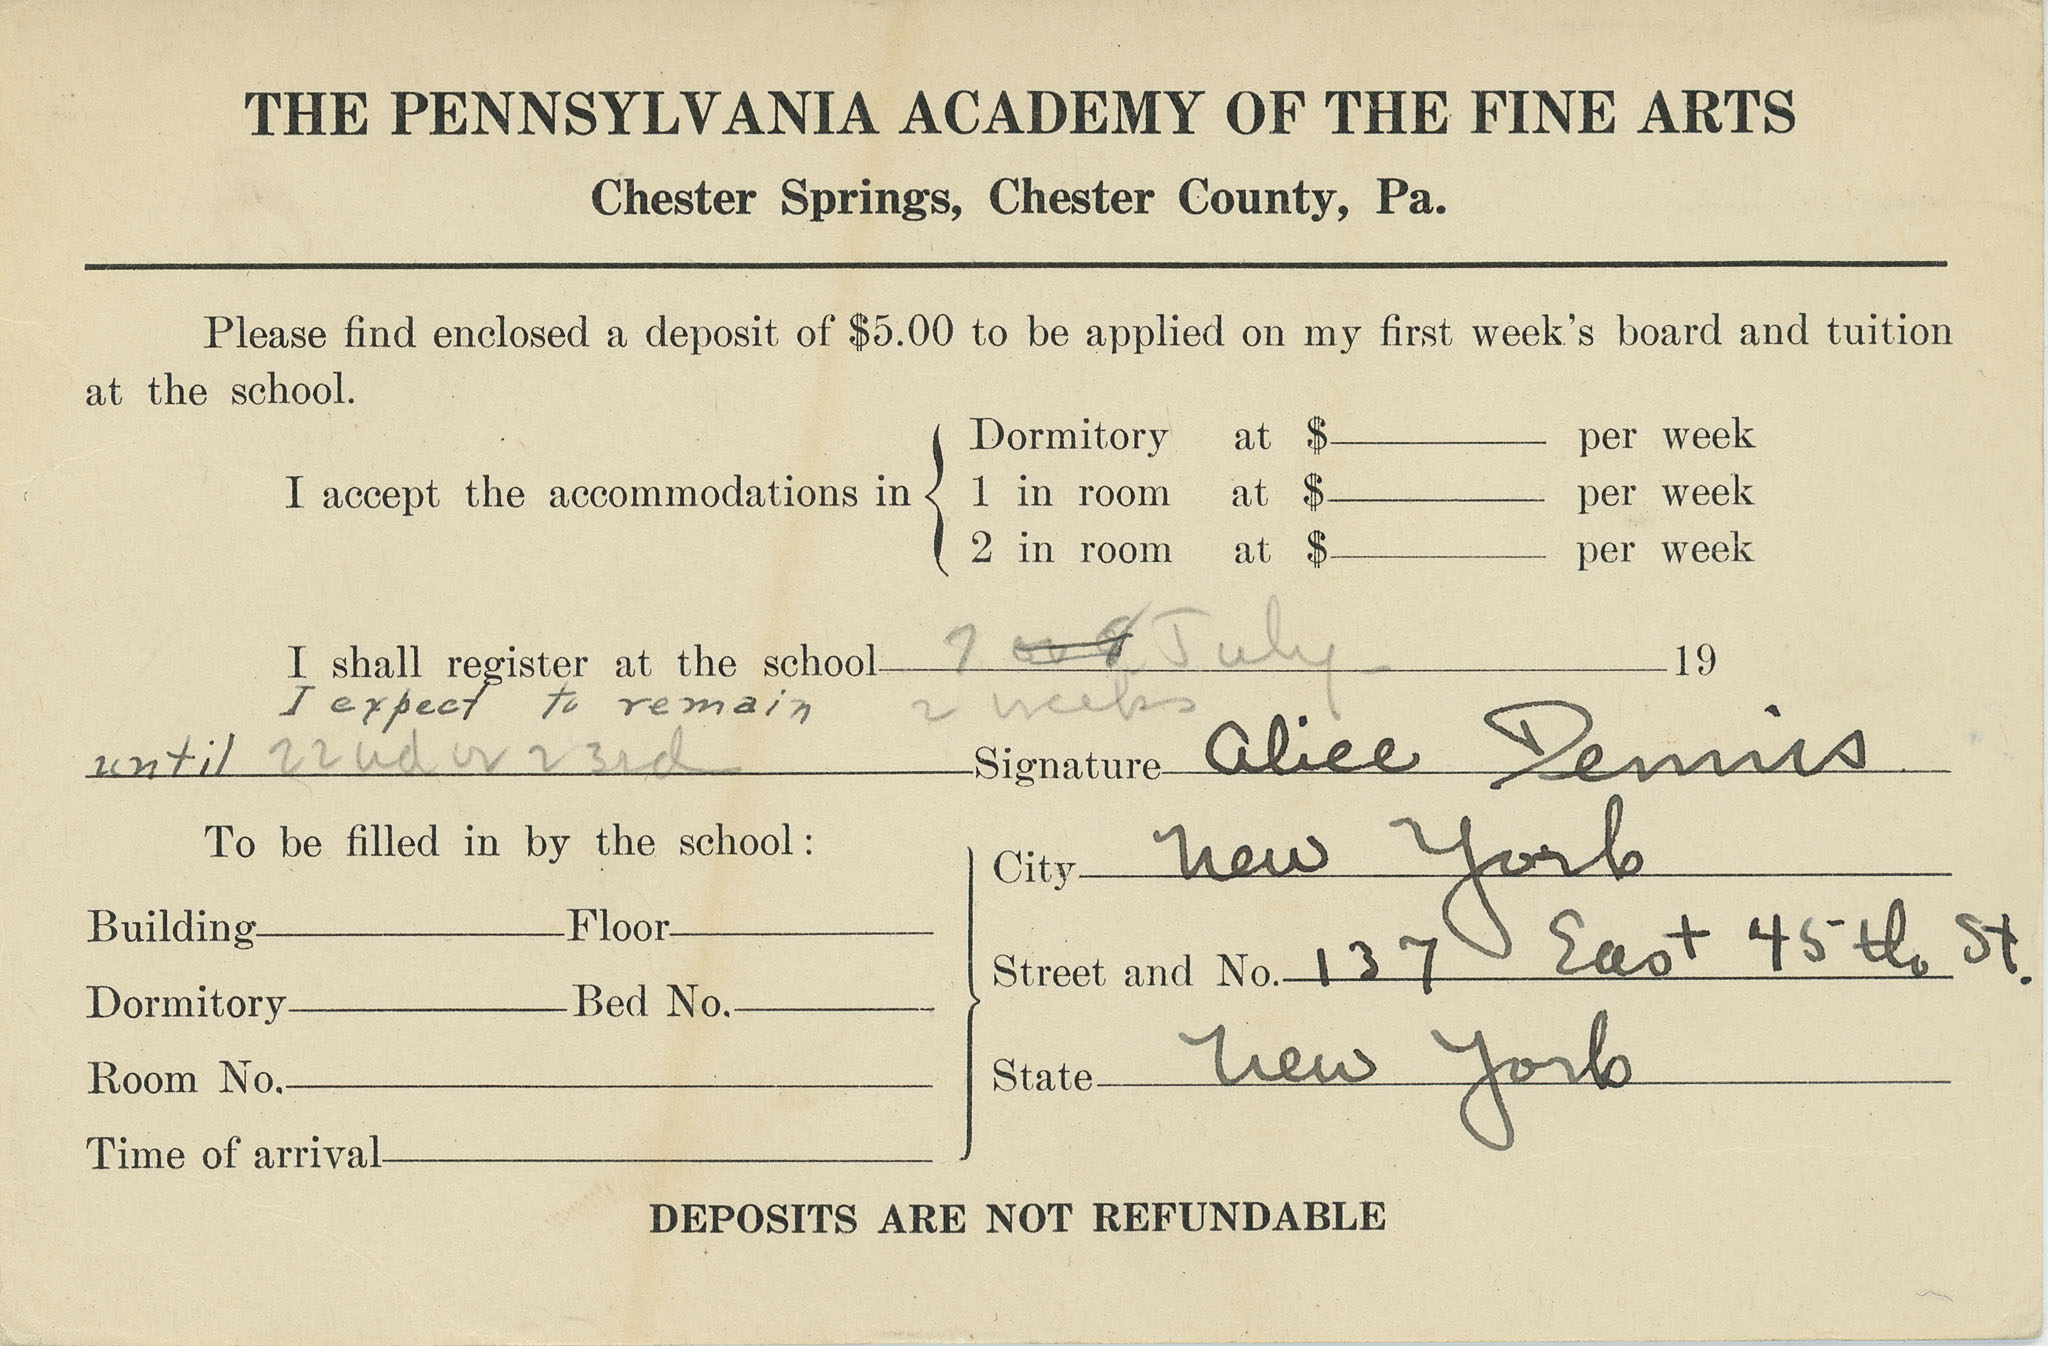 THE PENNSYLVANIA ACADEMY OF THE FINE ARTS
Chester Springs, Chester County, Pa.
Please find enclosed a deposit of $5.00 to be applied on my first week's board and tuition
at the school.
Dormitory at $ per week
I accept the accommodations in 1 in room at $ per week
2 in room at $ per week
I shall register at the school 9 July 19
I expect to remain 2 weeks
until 22nd or 23rd Signature Alice Dennis
To be filled in by the school:
City New York
Building Floor
Street and No. 137 East 45th St.
Dormitory Bed No.
State New York
Room No.
Time of arrival
DEPOSITS ARE NOT REFUNDABLE